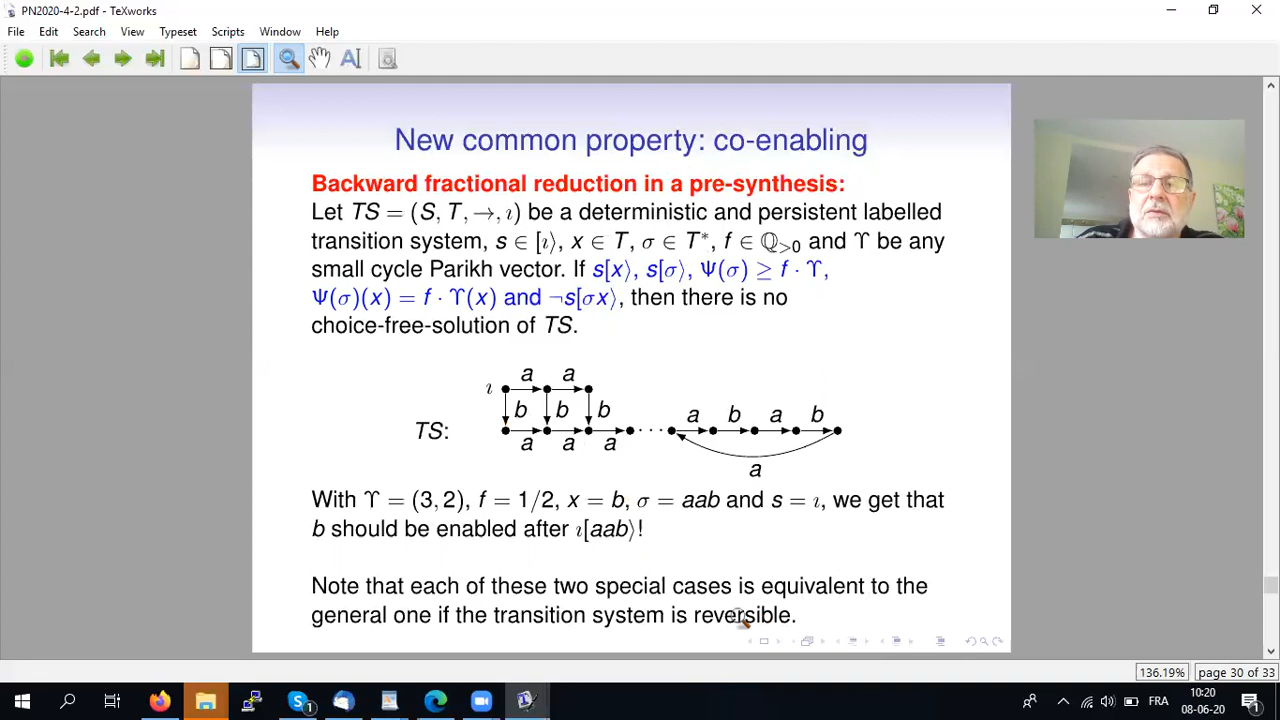 PN2020-4-2.pdf - TeXworks
File Edit Search View Typeset Scripts Window Help
New common property: co-enabling
Backward fractional reduction in a pre-synthesis:
Let TS = (S, T, →, ι) be a deterministic and persistent labelled
transition system, s ∈ [ι⟩, x ∈ T, σ ∈ T*, f ∈ ℚ>0 and ϒ be any
small cycle Parikh vector. If s[x⟩, s[σ⟩, Ψ(σ) ≥ f · ϒ,
Ψ(σ)(x) = f · ϒ(x) and ¬s[σx⟩, then there is no
choice-free-solution of TS.
a a
ι
b b b
a b a b
TS: · · ·
a a a
a
With ϒ = (3, 2), f = 1/2, x = b, σ = aab and s = ι, we get that
b should be enabled after ι[aab⟩!
Note that each of these two special cases is equivalent to the
general one if the transition system is reversible.
136.19% page 30 of 33
1 FRA 10:20
08-06-20 1